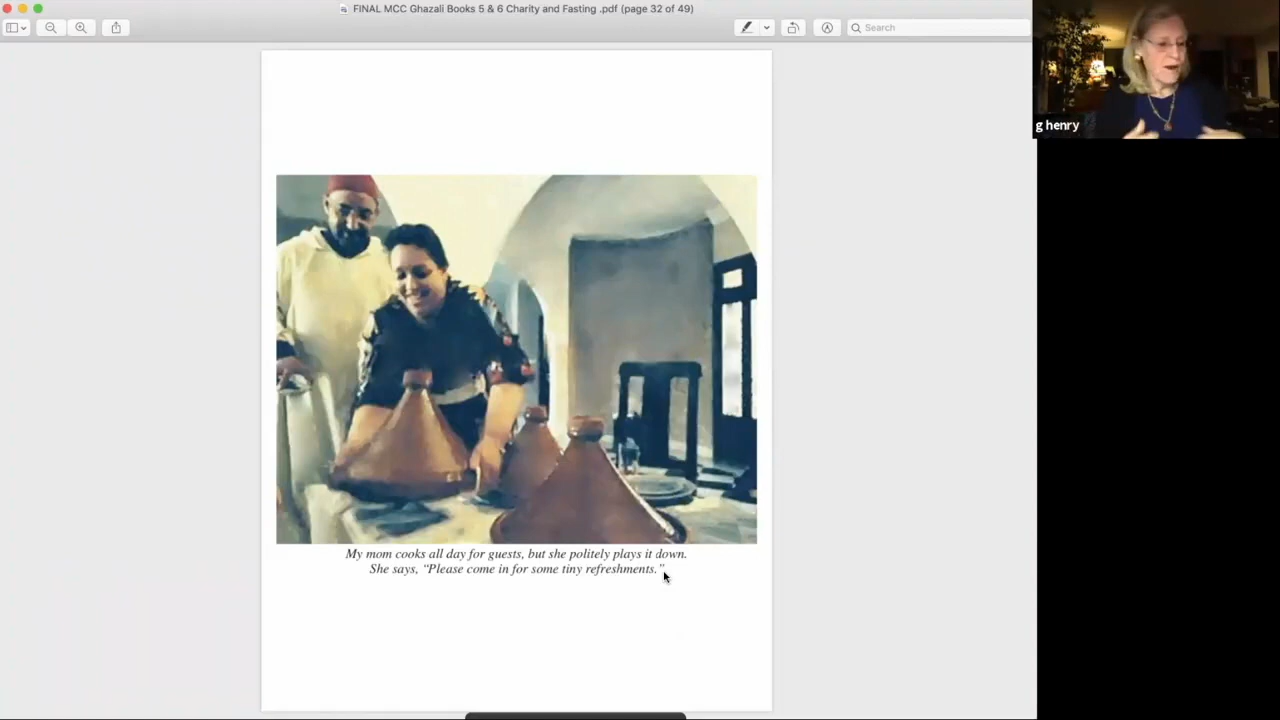 FINAL MCC Ghazali Books 5 & 6 Charity and Fasting .pdf (page 32 of 49)
Search
g henry
My mom cooks all day for guests, but she politely plays it down.
She says, “Please come in for some tiny refreshments.”